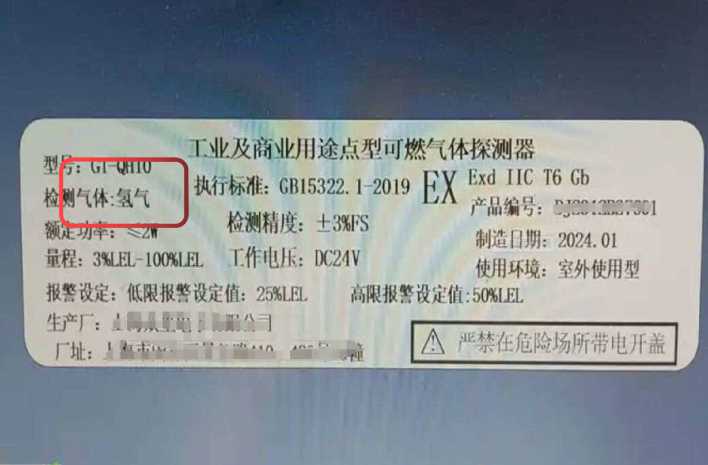 工业及商业用途点型可燃气体探测器
型号: GT-QH10
检测气体:氢气
执行标准: GB15322.1-2019
EX Exd IIC T6 Gb
产品编号:
额定功率: ≤2W
检测精度: ±3%FS
制造日期: 2024.01
量程: 3%LEL-100%LEL
工作电压: DC24V
使用环境: 室外使用型
报警设定: 低限报警设定值: 25%LEL
高限报警设定值:50%LEL
生产厂:
厂址:
严禁在危险场所带电开盖